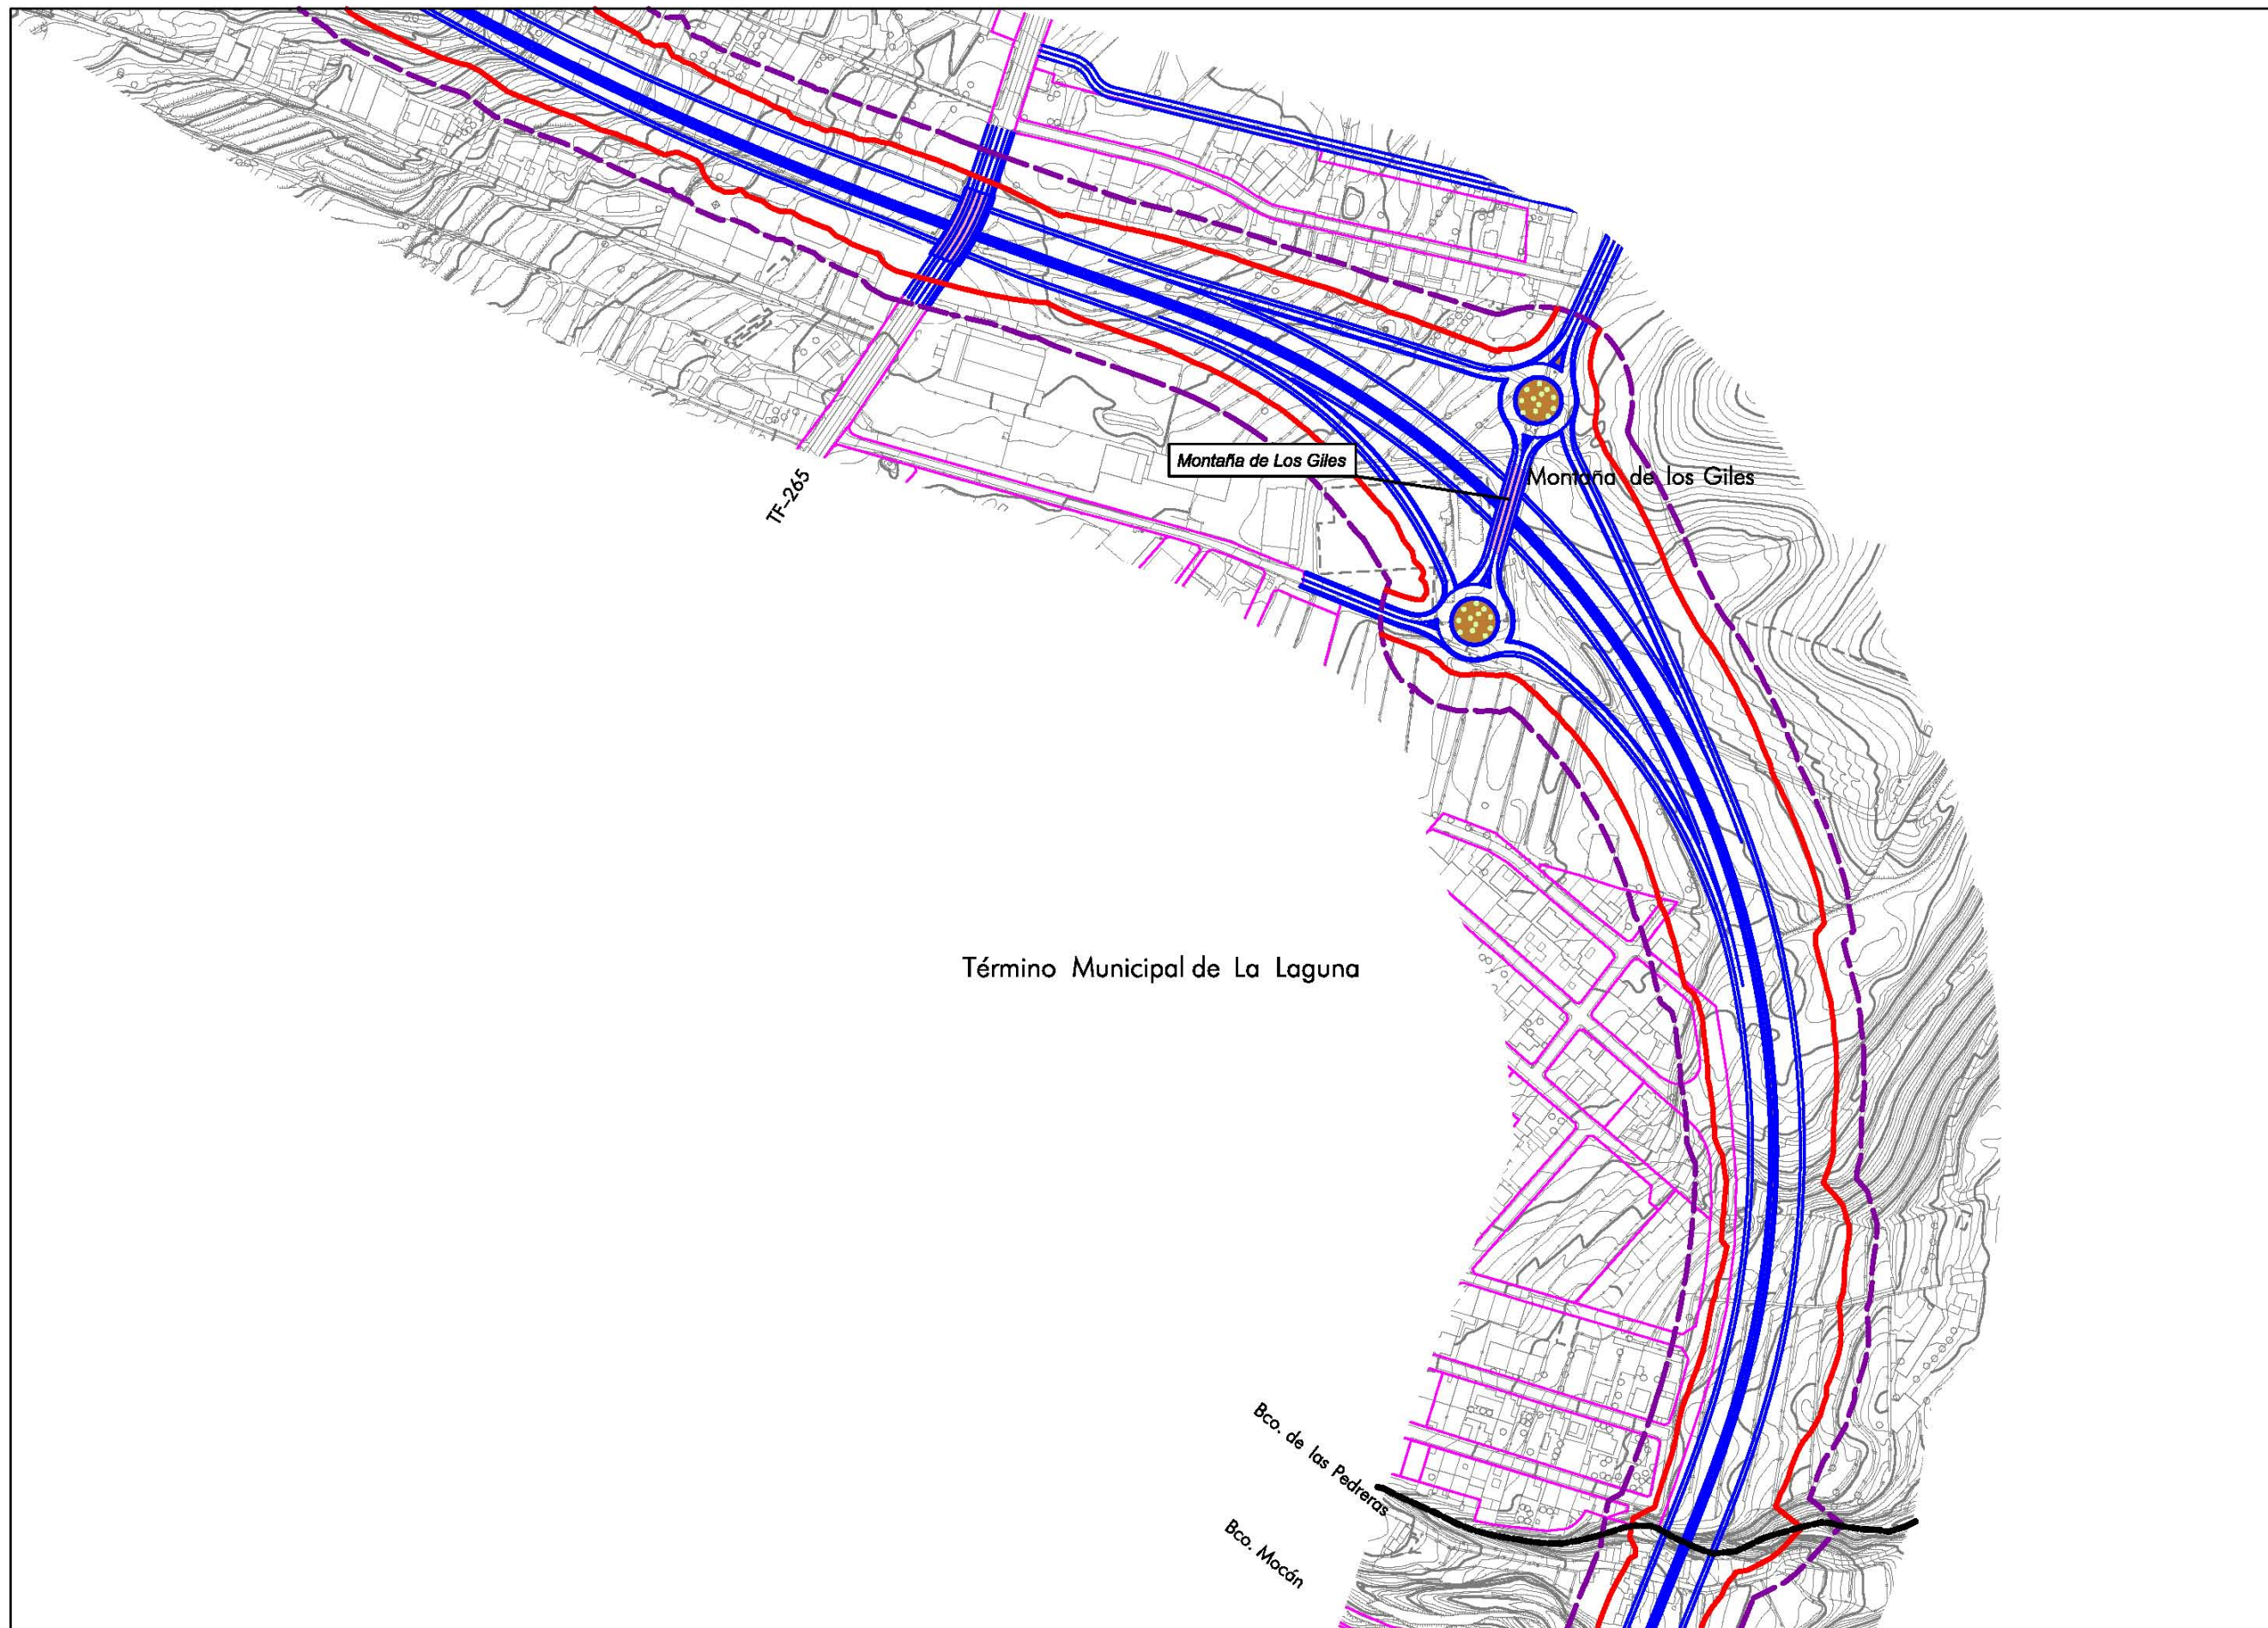 Montaña de Los Giles
Montaña de los Giles
TF-265
Término Municipal de La Laguna
Bco. de las Pedreras
Bco. Mocán